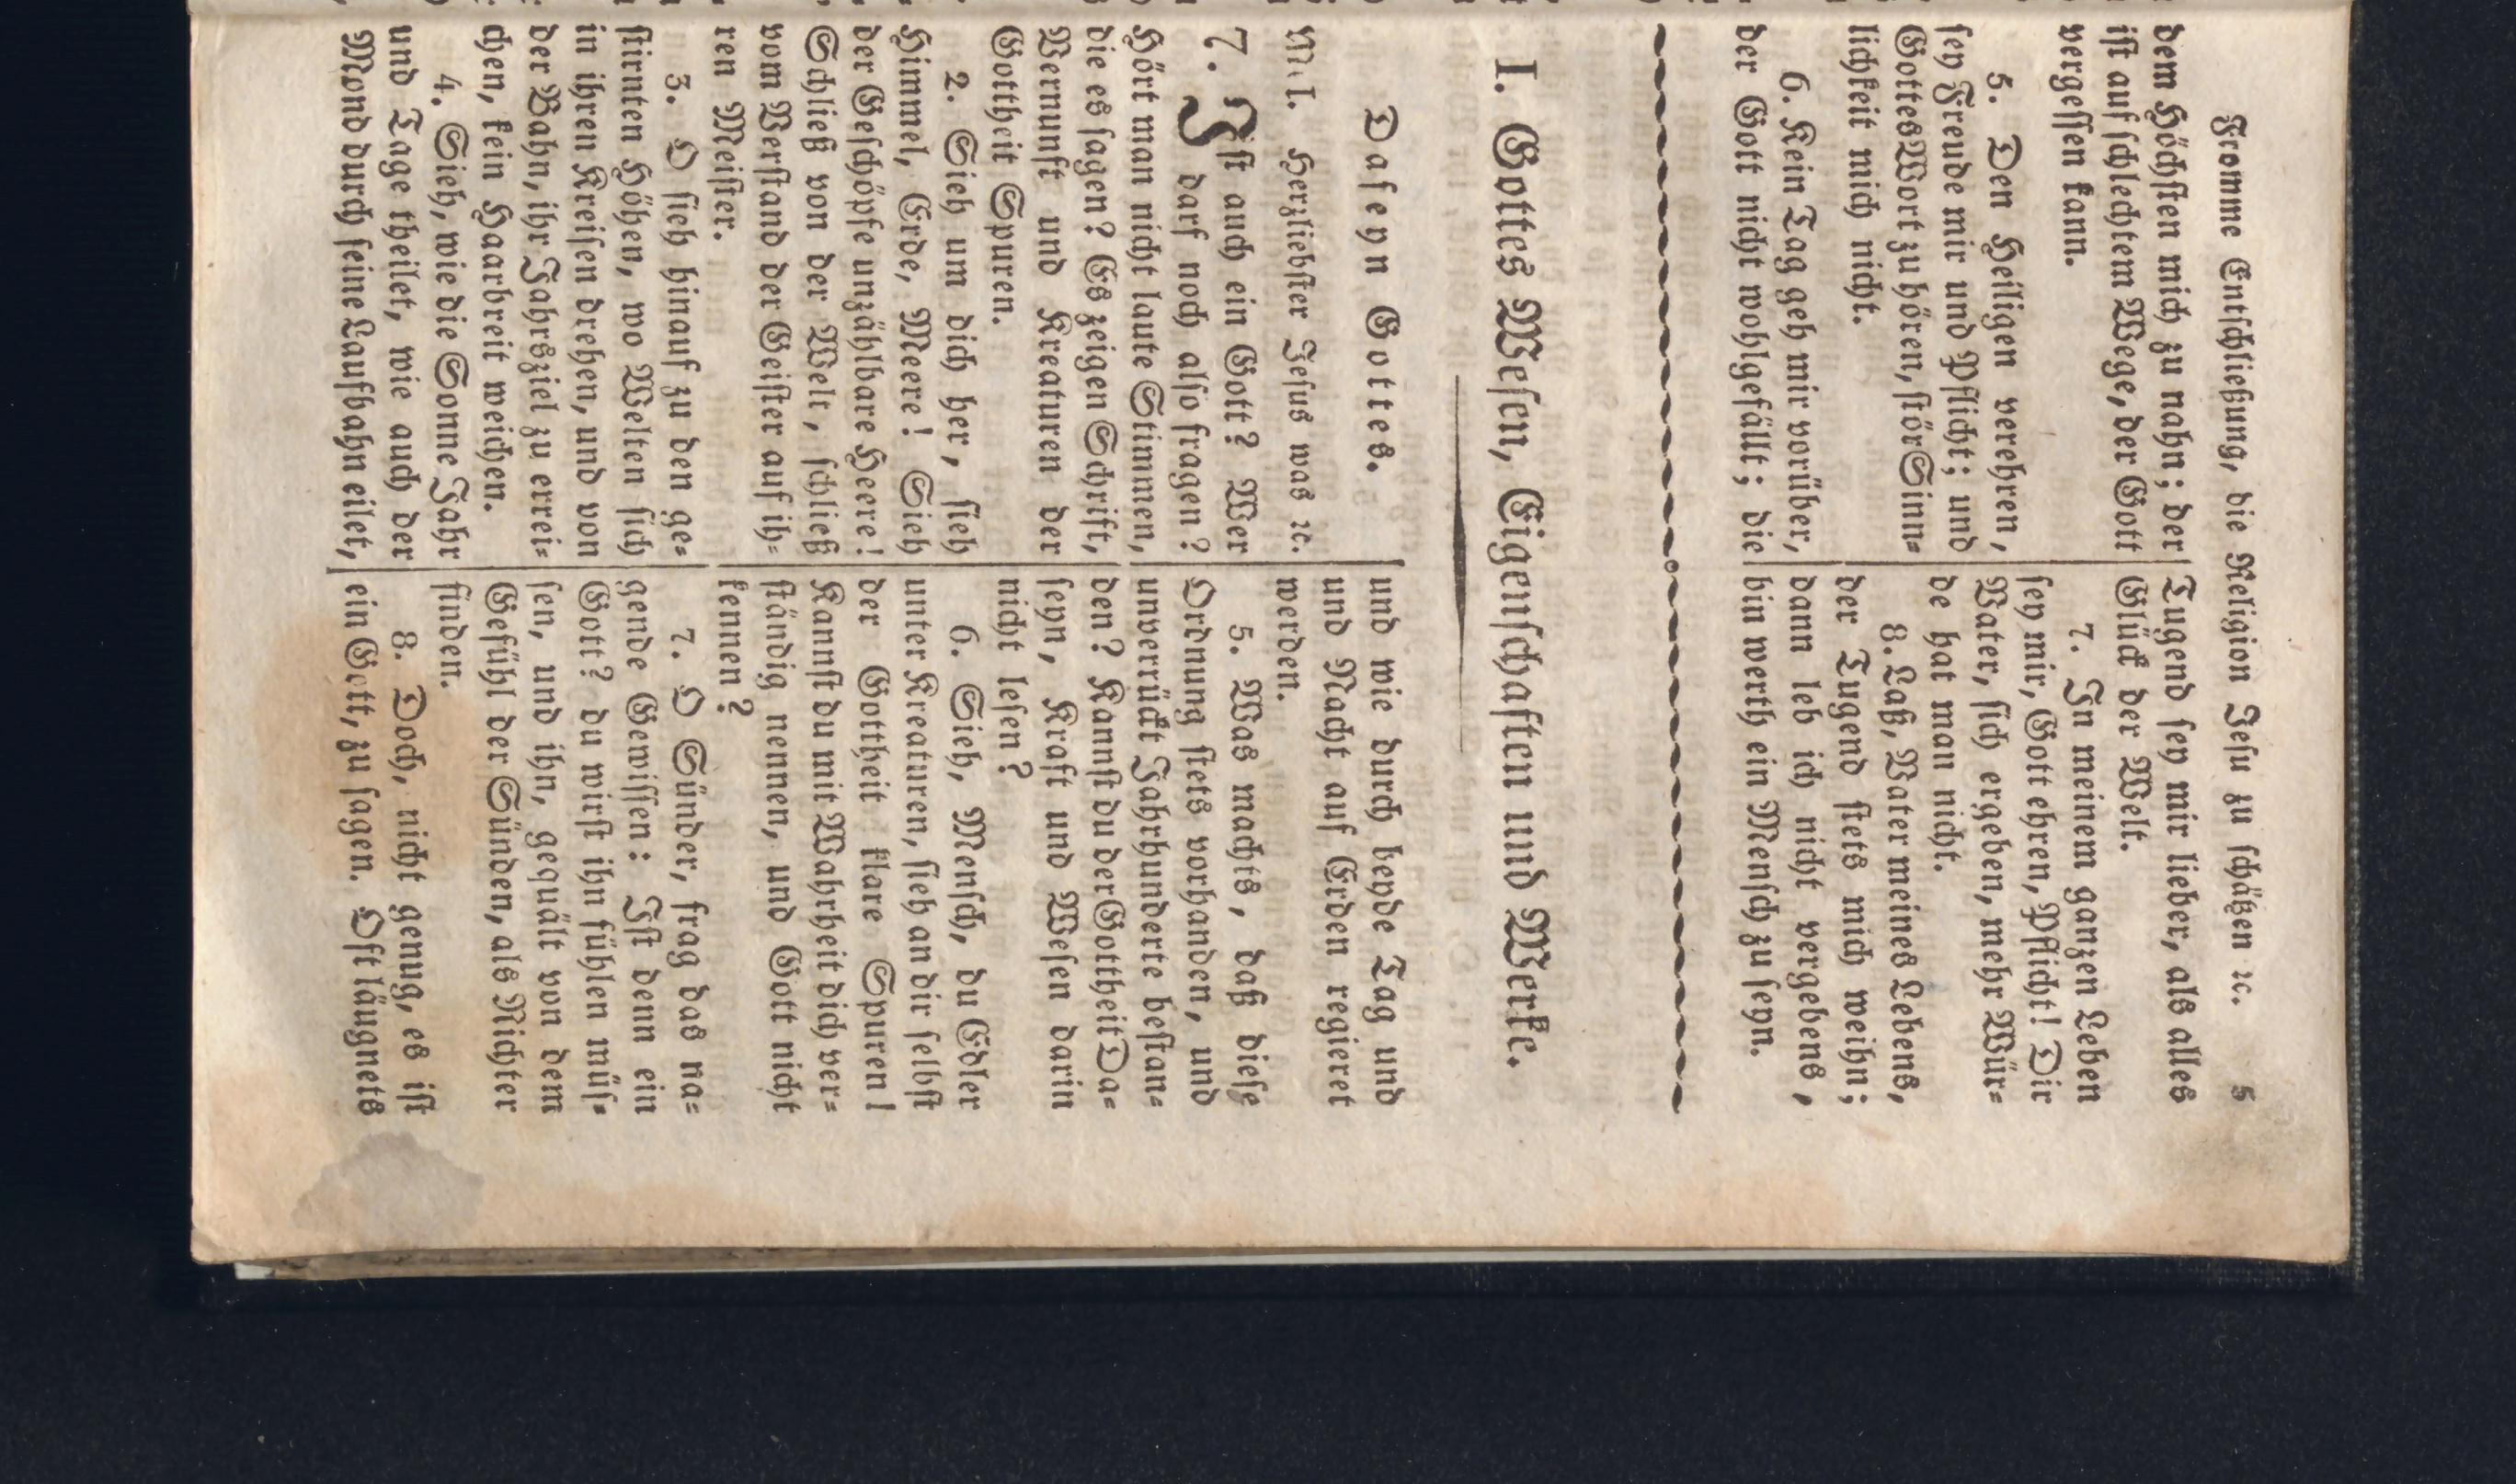 Fromme Entschließung, die Religion Jesu zu schäßen ꝛc. 5
dem Höchsten mich zu nahn; der
ist auf schlechtem Wege, der Gott
vergessen kann.
5. Den Heiligen verehren,
sey Freude mir und Pflicht; und
Gottes Wort zu hören, stör Sinn=
lichkeit mich nicht.
6. Kein Tag geh mir vorüber,
der Gott nicht wohlgefällt; die
Tugend sey mir lieber, als alles
Glück der Welt.
7. In meinem ganzen Leben
sey mir, Gott ehren, Pflicht! Dir
Vater, sich ergeben, mehr Wür=
de hat man nicht.
8. Laß, Vater meines Lebens,
der Tugend stets mich weihn;
dann leb ich nicht vergebens,
bin werth ein Mensch zu seyn.
I. Gottes Wesen, Eigenschaften und Werke.
Daseyn Gottes.
M. I. Herzliebster Jesus was ꝛc.
7. Ist auch ein Gott? Wer
darf noch also fragen?
Hört man nicht laute Stimmen,
die es sagen? Es zeigen Schrift,
Vernunft und Kreaturen der
Gottheit Spuren.
2. Sieh um dich her, sieh
Himmel, Erde, Meere! Sieh
der Geschöpfe unzählbare Heere!
Schließ von der Welt, schließ
vom Verstand der Geister auf ih=
ren Meister.
3. O sieh hinauf zu den ge=
stirnten Höhen, wo Welten sich
in ihren Kreisen drehen, und von
der Bahn, ihr Jahrsziel zu errei=
chen, kein Haarbreit weichen.
4. Sieh, wie die Sonne Jahr
und Tage theilet, wie auch der
Mond durch seine Laufbahn eilet,
und wie durch beyde Tag und
und Nacht auf Erden regieret
werden.
5. Was machts, daß diese
Ordnung stets vorhanden, und
unverrückt Jahrhunderte bestan=
den? Kannst du der Gottheit Da=
seyn, Kraft und Wesen darin
nicht lesen?
6. Sieh, Mensch, du Edler
unter Kreaturen, sieh an dir selbst
der Gottheit klare Spuren!
Kannst du mit Wahrheit dich ver=
ständig nennen, und Gott nicht
kennen?
7. O Sünder, frag das na=
gende Gewissen: Ist denn ein
Gott? du wirst ihn fühlen müs=
sen, und ihn, gequält von dem
Gefühl der Sünden, als Richter
finden.
8. Doch, nicht genug, es ist
ein Gott, zu sagen. Oft läugnets